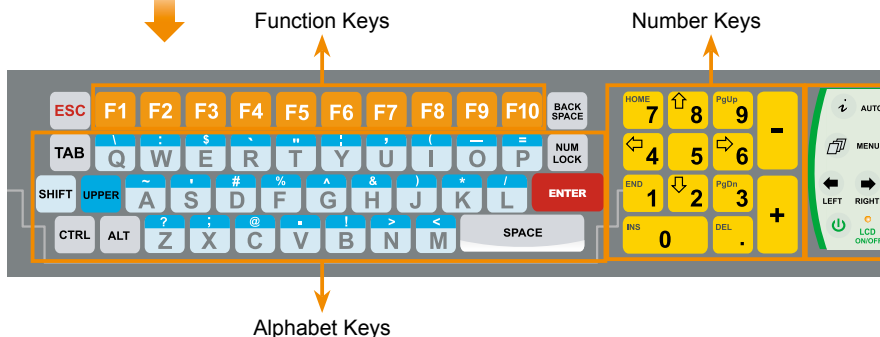 Function Keys Number Keys
ESC F1 F2 F3 F4 F5 F6 F7 F8 F9 F10 BACK SPACE
HOME 7 ⇧ 8 PgUp 9 -
i AUTO
\ : $ ` " ¦ , ( — =
TAB Q W E R T Y U I O P NUM LOCK
⇦ 4 5 ⇨ 6
MENU
~ ' # % ^ & ) * /
SHIFT UPPER A S D F G H J K L ENTER
END 1 ⇩ 2 PgDn 3 +
LEFT RIGHT
? ; @ . ! > <
CTRL ALT Z X C V B N M SPACE
INS 0 DEL .
LCD
ON/OFF
Alphabet Keys